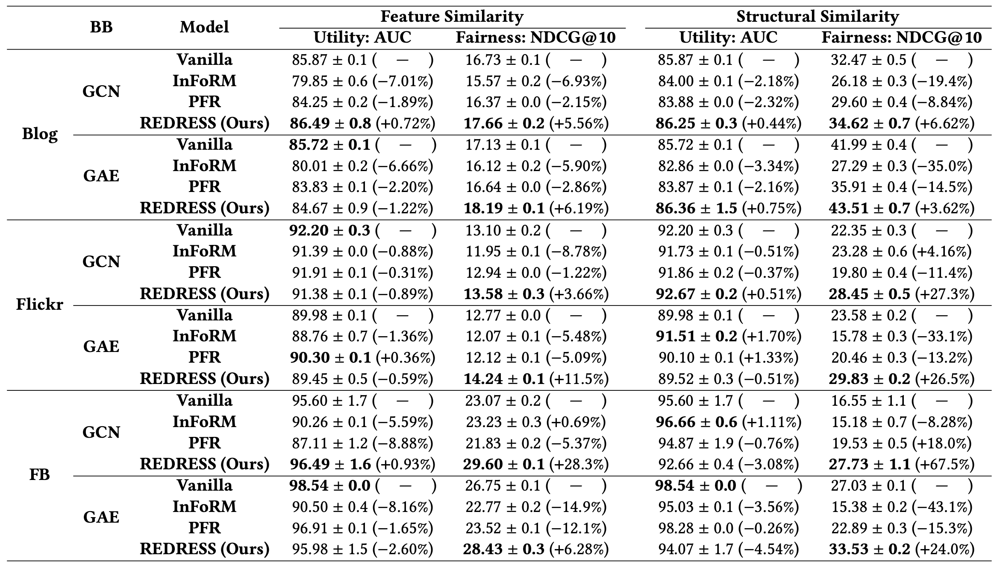 BB Model Feature Similarity Structural Similarity
Utility: AUC Fairness: NDCG@10 Utility: AUC Fairness: NDCG@10
Blog GCN Vanilla 85.87 ± 0.1 ( — ) 16.73 ± 0.1 ( — ) 85.87 ± 0.1 ( — ) 32.47 ± 0.5 ( — )
InFoRM 79.85 ± 0.6 (−7.01%) 15.57 ± 0.2 (−6.93%) 84.00 ± 0.1 (−2.18%) 26.18 ± 0.3 (−19.4%)
PFR 84.25 ± 0.2 (−1.89%) 16.37 ± 0.0 (−2.15%) 83.88 ± 0.0 (−2.32%) 29.60 ± 0.4 (−8.84%)
REDRESS (Ours) 86.49 ± 0.8 (+0.72%) 17.66 ± 0.2 (+5.56%) 86.25 ± 0.3 (+0.44%) 34.62 ± 0.7 (+6.62%)
GAE Vanilla 85.72 ± 0.1 ( — ) 17.13 ± 0.1 ( — ) 85.72 ± 0.1 ( — ) 41.99 ± 0.4 ( — )
InFoRM 80.01 ± 0.2 (−6.66%) 16.12 ± 0.2 (−5.90%) 82.86 ± 0.0 (−3.34%) 27.29 ± 0.3 (−35.0%)
PFR 83.83 ± 0.1 (−2.20%) 16.64 ± 0.0 (−2.86%) 83.87 ± 0.1 (−2.16%) 35.91 ± 0.4 (−14.5%)
REDRESS (Ours) 84.67 ± 0.9 (−1.22%) 18.19 ± 0.1 (+6.19%) 86.36 ± 1.5 (+0.75%) 43.51 ± 0.7 (+3.62%)
Flickr GCN Vanilla 92.20 ± 0.3 ( — ) 13.10 ± 0.2 ( — ) 92.20 ± 0.3 ( — ) 22.35 ± 0.3 ( — )
InFoRM 91.39 ± 0.0 (−0.88%) 11.95 ± 0.1 (−8.78%) 91.73 ± 0.1 (−0.51%) 23.28 ± 0.6 (+4.16%)
PFR 91.91 ± 0.1 (−0.31%) 12.94 ± 0.0 (−1.22%) 91.86 ± 0.2 (−0.37%) 19.80 ± 0.4 (−11.4%)
REDRESS (Ours) 91.38 ± 0.1 (−0.89%) 13.58 ± 0.3 (+3.66%) 92.67 ± 0.2 (+0.51%) 28.45 ± 0.5 (+27.3%)
GAE Vanilla 89.98 ± 0.1 ( — ) 12.77 ± 0.0 ( — ) 89.98 ± 0.1 ( — ) 23.58 ± 0.2 ( — )
InFoRM 88.76 ± 0.7 (−1.36%) 12.07 ± 0.1 (−5.48%) 91.51 ± 0.2 (+1.70%) 15.78 ± 0.3 (−33.1%)
PFR 90.30 ± 0.1 (+0.36%) 12.12 ± 0.1 (−5.09%) 90.10 ± 0.1 (+1.33%) 20.46 ± 0.3 (−13.2%)
REDRESS (Ours) 89.45 ± 0.5 (−0.59%) 14.24 ± 0.1 (+11.5%) 89.52 ± 0.3 (−0.51%) 29.83 ± 0.2 (+26.5%)
FB GCN Vanilla 95.60 ± 1.7 ( — ) 23.07 ± 0.2 ( — ) 95.60 ± 1.7 ( — ) 16.55 ± 1.1 ( — )
InFoRM 90.26 ± 0.1 (−5.59%) 23.23 ± 0.3 (+0.69%) 96.66 ± 0.6 (+1.11%) 15.18 ± 0.7 (−8.28%)
PFR 87.11 ± 1.2 (−8.88%) 21.83 ± 0.2 (−5.37%) 94.87 ± 1.9 (−0.76%) 19.53 ± 0.5 (+18.0%)
REDRESS (Ours) 96.49 ± 1.6 (+0.93%) 29.60 ± 0.1 (+28.3%) 92.66 ± 0.4 (−3.08%) 27.73 ± 1.1 (+67.5%)
GAE Vanilla 98.54 ± 0.0 ( — ) 26.75 ± 0.1 ( — ) 98.54 ± 0.0 ( — ) 27.03 ± 0.1 ( — )
InFoRM 90.50 ± 0.4 (−8.16%) 22.77 ± 0.2 (−14.9%) 95.03 ± 0.1 (−3.56%) 15.38 ± 0.2 (−43.1%)
PFR 96.91 ± 0.1 (−1.65%) 23.52 ± 0.1 (−12.1%) 98.28 ± 0.0 (−0.26%) 22.89 ± 0.3 (−15.3%)
REDRESS (Ours) 95.98 ± 1.5 (−2.60%) 28.43 ± 0.3 (+6.28%) 94.07 ± 1.7 (−4.54%) 33.53 ± 0.2 (+24.0%)